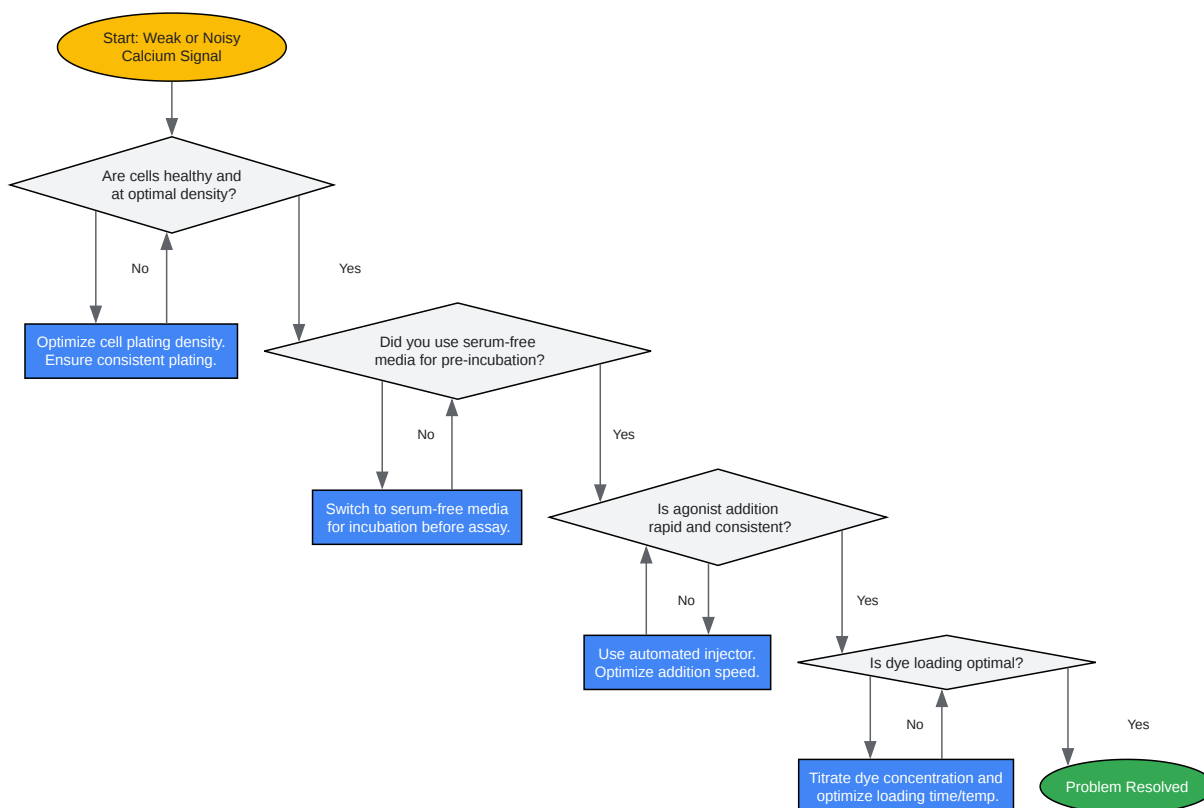 Start: Weak or Noisy
Calcium Signal
Are cells healthy and
at optimal density?
No
Yes
Optimize cell plating density.
Ensure consistent plating.
Did you use serum-free
media for pre-incubation?
No
Yes
Switch to serum-free media
for incubation before assay.
Is agonist addition
rapid and consistent?
No
Yes
Use automated injector.
Optimize addition speed.
Is dye loading optimal?
No
Yes
Titrate dye concentration and
optimize loading time/temp.
Problem Resolved